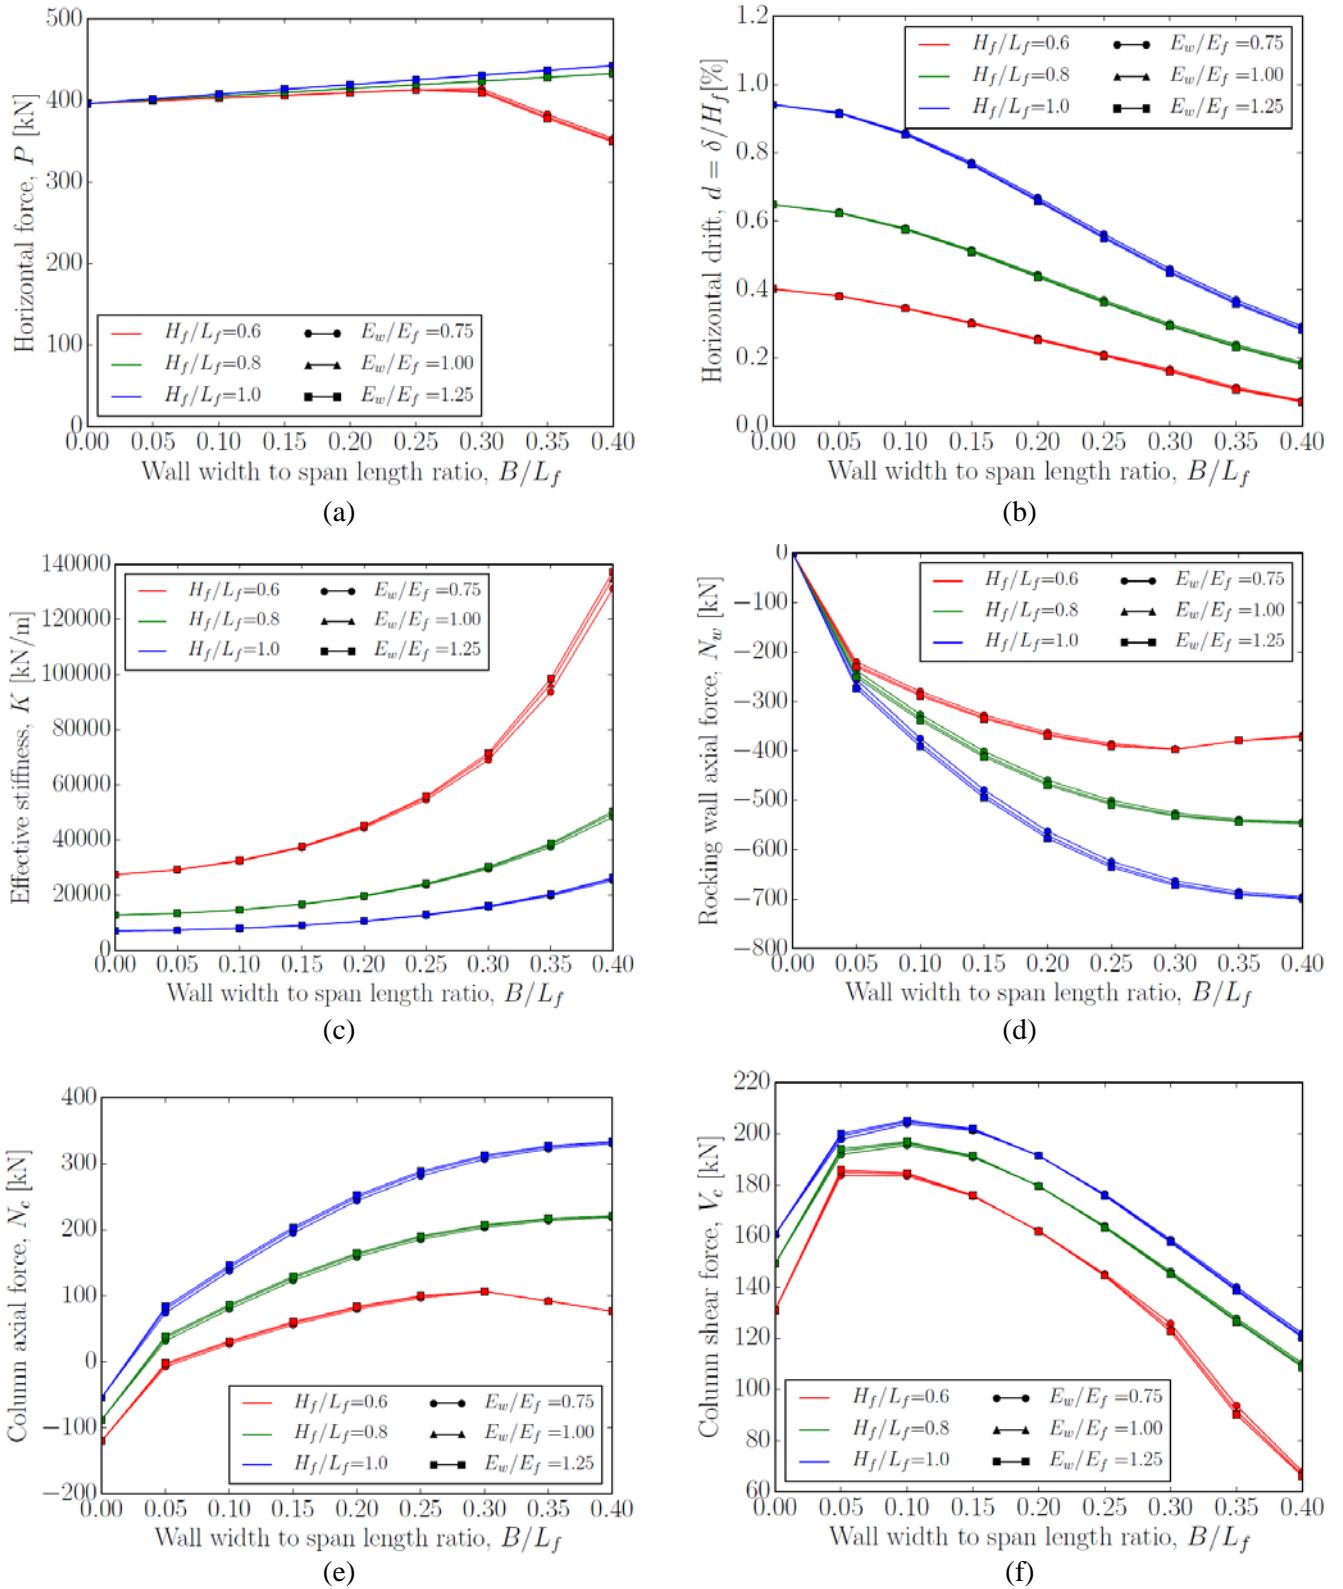 500
400
300
200
100
0
Horizontal force, P [kN]
H_f/L_f=0.6 E_w/E_f=0.75
H_f/L_f=0.8 E_w/E_f=1.00
H_f/L_f=1.0 E_w/E_f=1.25
0.00 0.05 0.10 0.15 0.20 0.25 0.30 0.35 0.40
Wall width to span length ratio, B/L_f
(a)
1.2
1.0
0.8
0.6
0.4
0.2
0.0
Horizontal drift, d = δ/H_f[%]
H_f/L_f=0.6 E_w/E_f=0.75
H_f/L_f=0.8 E_w/E_f=1.00
H_f/L_f=1.0 E_w/E_f=1.25
0.00 0.05 0.10 0.15 0.20 0.25 0.30 0.35 0.40
Wall width to span length ratio, B/L_f
(b)
140000
120000
100000
80000
60000
40000
20000
0
Effective stiffness, K [kN/m]
H_f/L_f=0.6 E_w/E_f=0.75
H_f/L_f=0.8 E_w/E_f=1.00
H_f/L_f=1.0 E_w/E_f=1.25
0.00 0.05 0.10 0.15 0.20 0.25 0.30 0.35 0.40
Wall width to span length ratio, B/L_f
(c)
0
−100
−200
−300
−400
−500
−600
−700
−800
Rocking wall axial force, N_w [kN]
H_f/L_f=0.6 E_w/E_f=0.75
H_f/L_f=0.8 E_w/E_f=1.00
H_f/L_f=1.0 E_w/E_f=1.25
0.00 0.05 0.10 0.15 0.20 0.25 0.30 0.35 0.40
Wall width to span length ratio, B/L_f
(d)
400
300
200
100
0
−100
−200
Column axial force, N_c [kN]
H_f/L_f=0.6 E_w/E_f=0.75
H_f/L_f=0.8 E_w/E_f=1.00
H_f/L_f=1.0 E_w/E_f=1.25
0.00 0.05 0.10 0.15 0.20 0.25 0.30 0.35 0.40
Wall width to span length ratio, B/L_f
(e)
220
200
180
160
140
120
100
80
60
Column shear force, V_c [kN]
H_f/L_f=0.6 E_w/E_f=0.75
H_f/L_f=0.8 E_w/E_f=1.00
H_f/L_f=1.0 E_w/E_f=1.25
0.00 0.05 0.10 0.15 0.20 0.25 0.30 0.35 0.40
Wall width to span length ratio, B/L_f
(f)